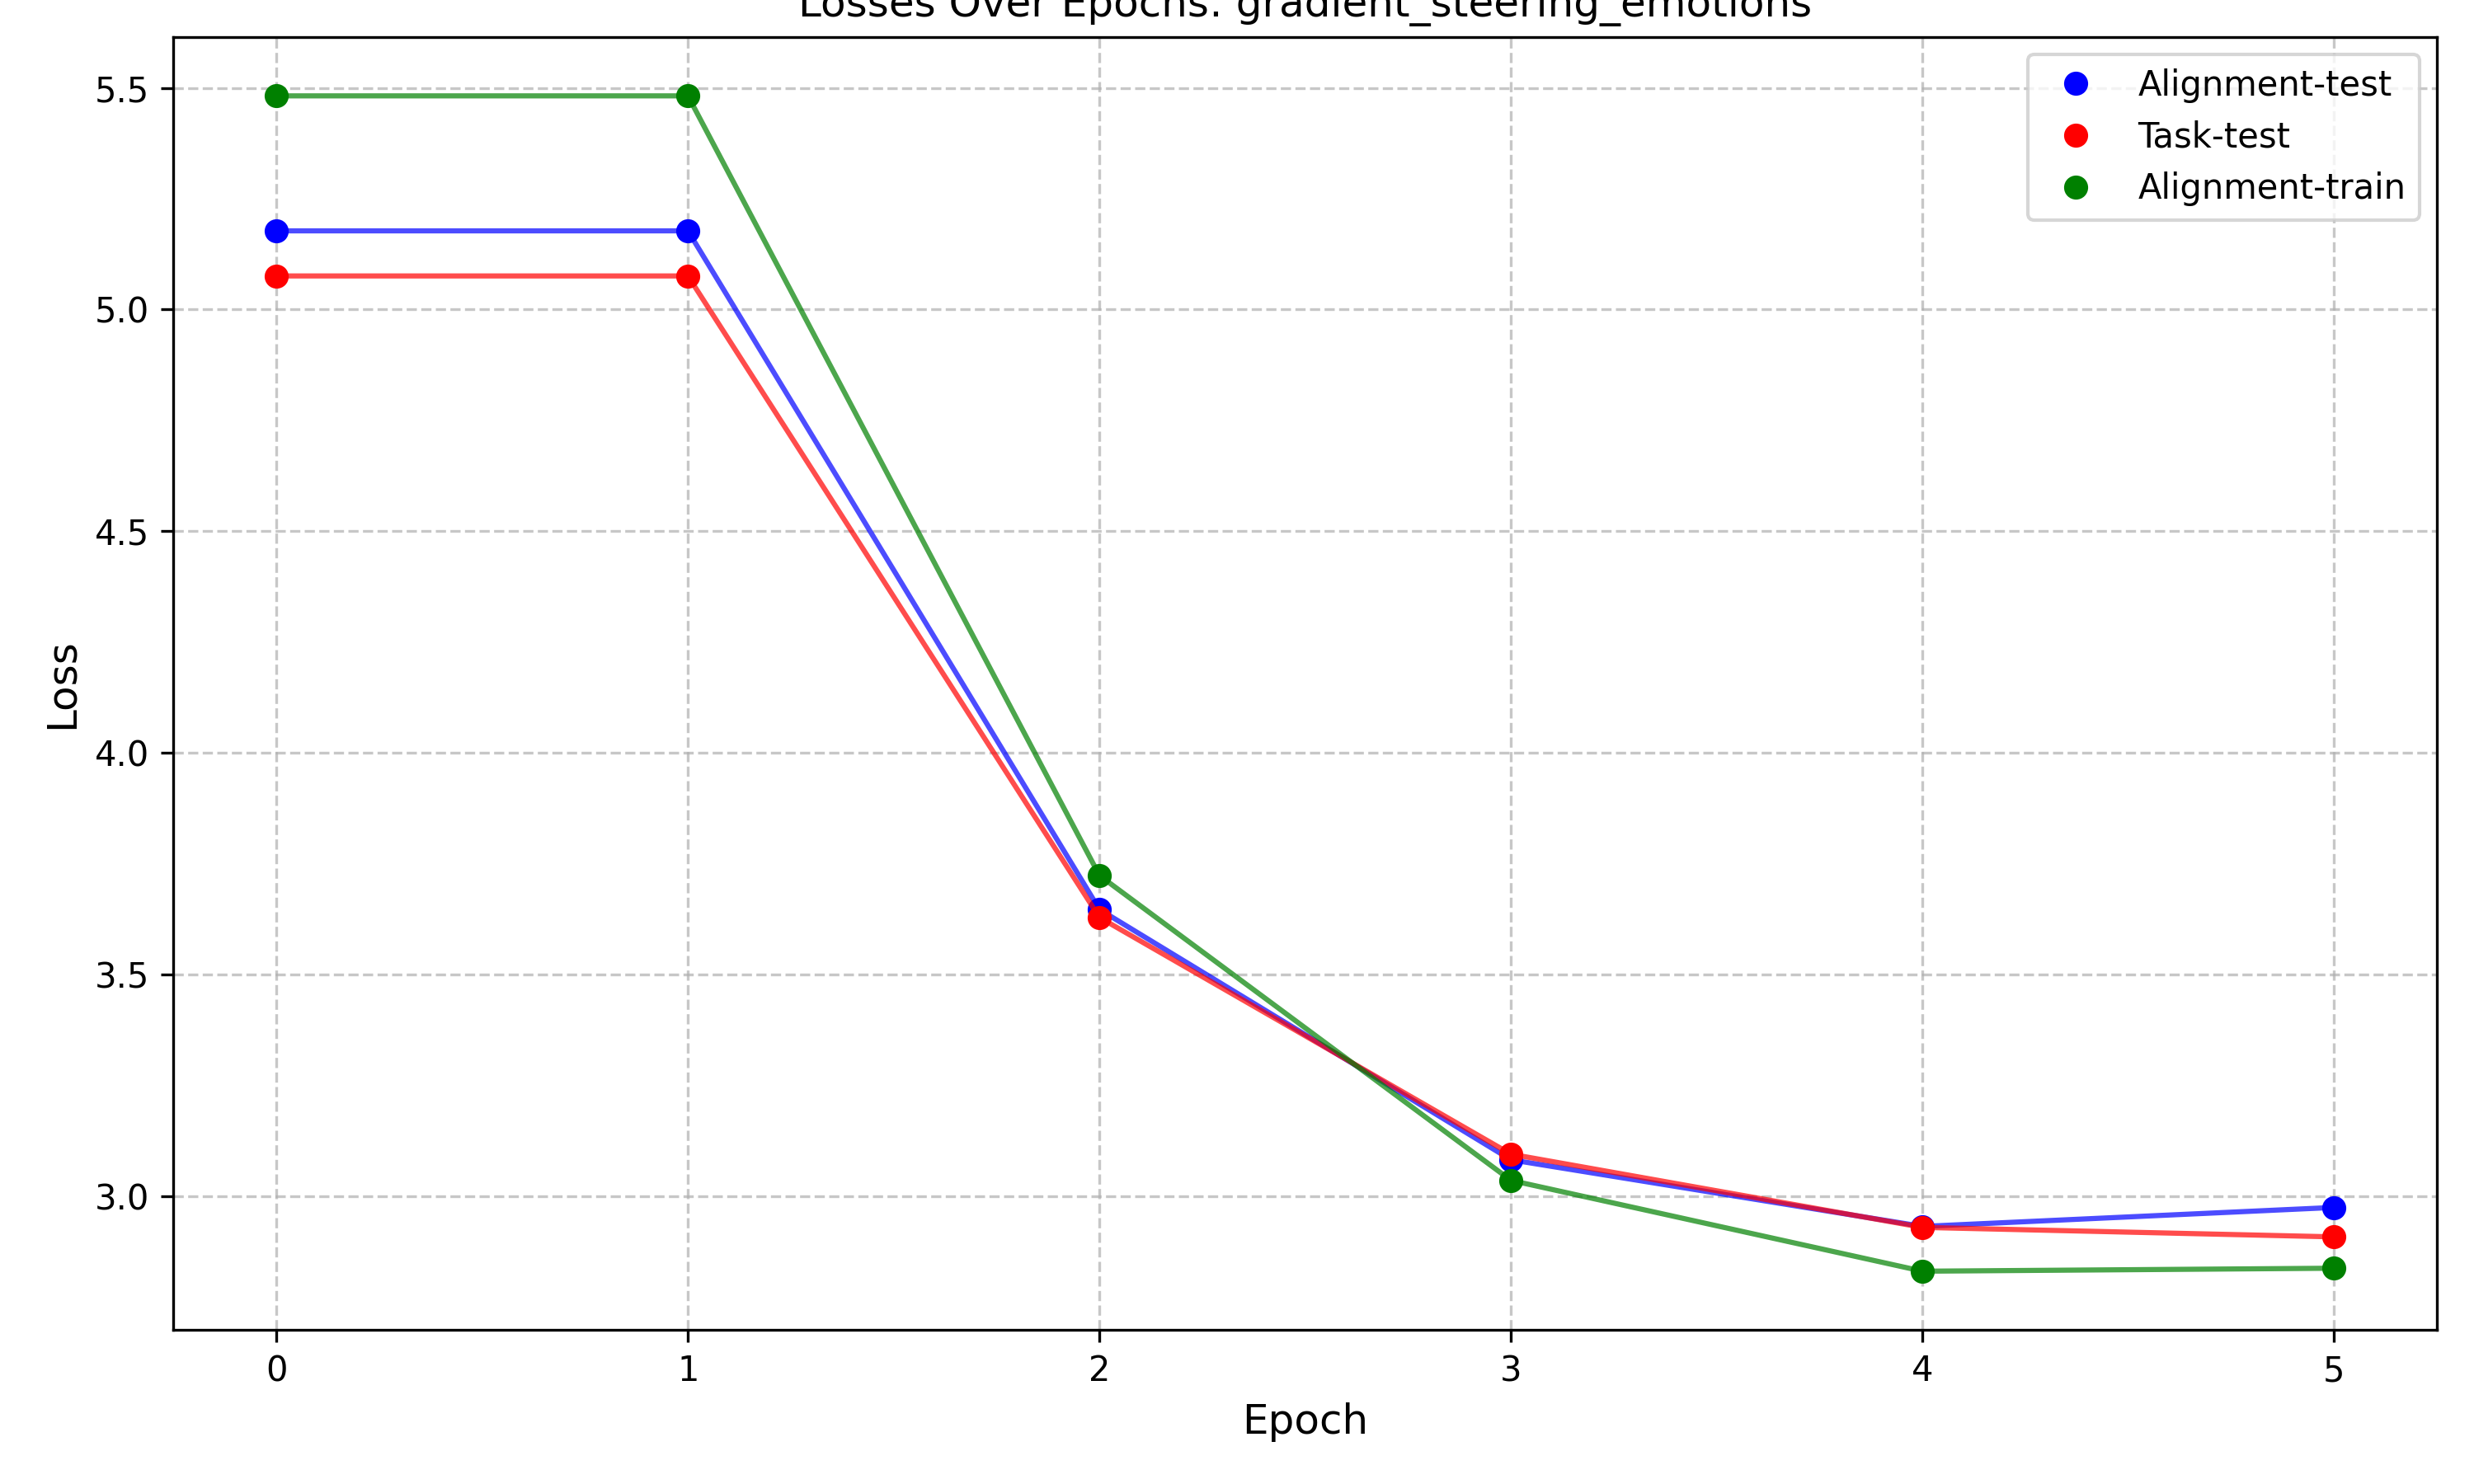 Losses Over Epochs: gradient_steering_emotions
5.5
5.0
4.5
4.0
3.5
3.0
Loss
Alignment-test
Task-test
Alignment-train
0 1 2 3 4 5
Epoch